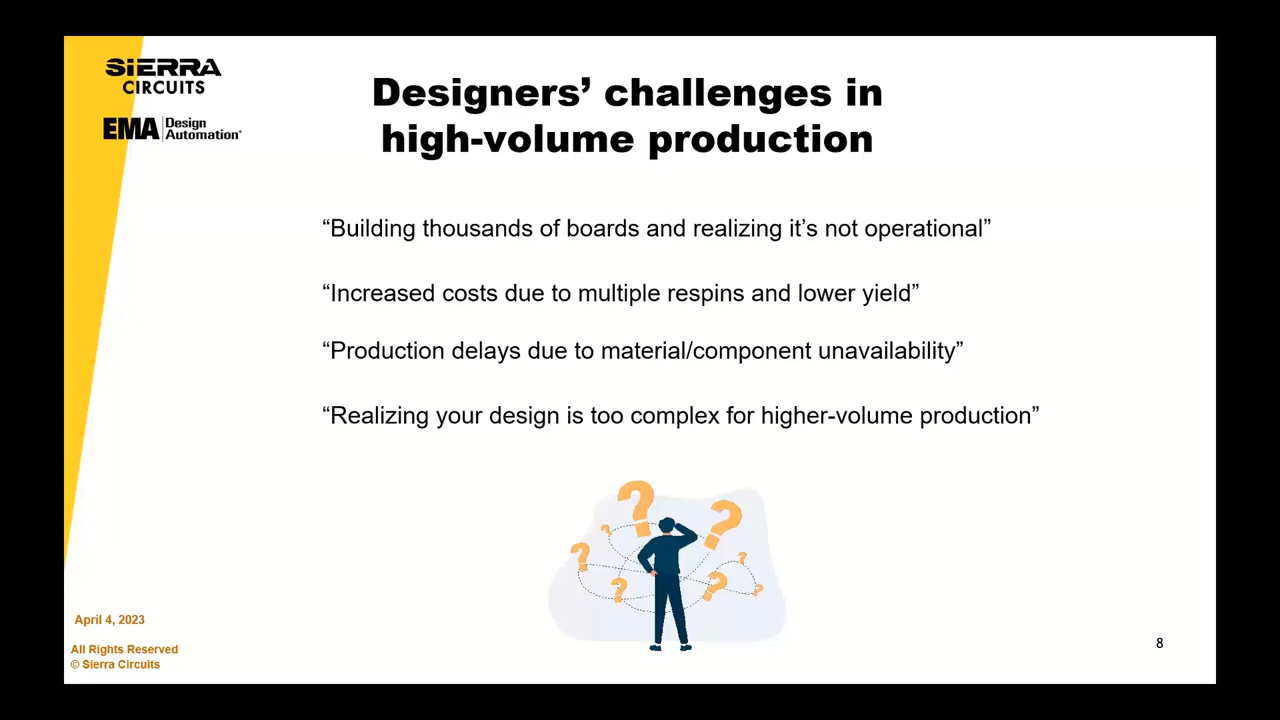 SIERRA
CIRCUITS
EMA Design
Automation®
Designers’ challenges in
high-volume production
“Building thousands of boards and realizing it’s not operational”
“Increased costs due to multiple respins and lower yield”
“Production delays due to material/component unavailability”
“Realizing your design is too complex for higher-volume production”
? ? ? ? ? ? ? ?
April 4, 2023
All Rights Reserved
© Sierra Circuits
8